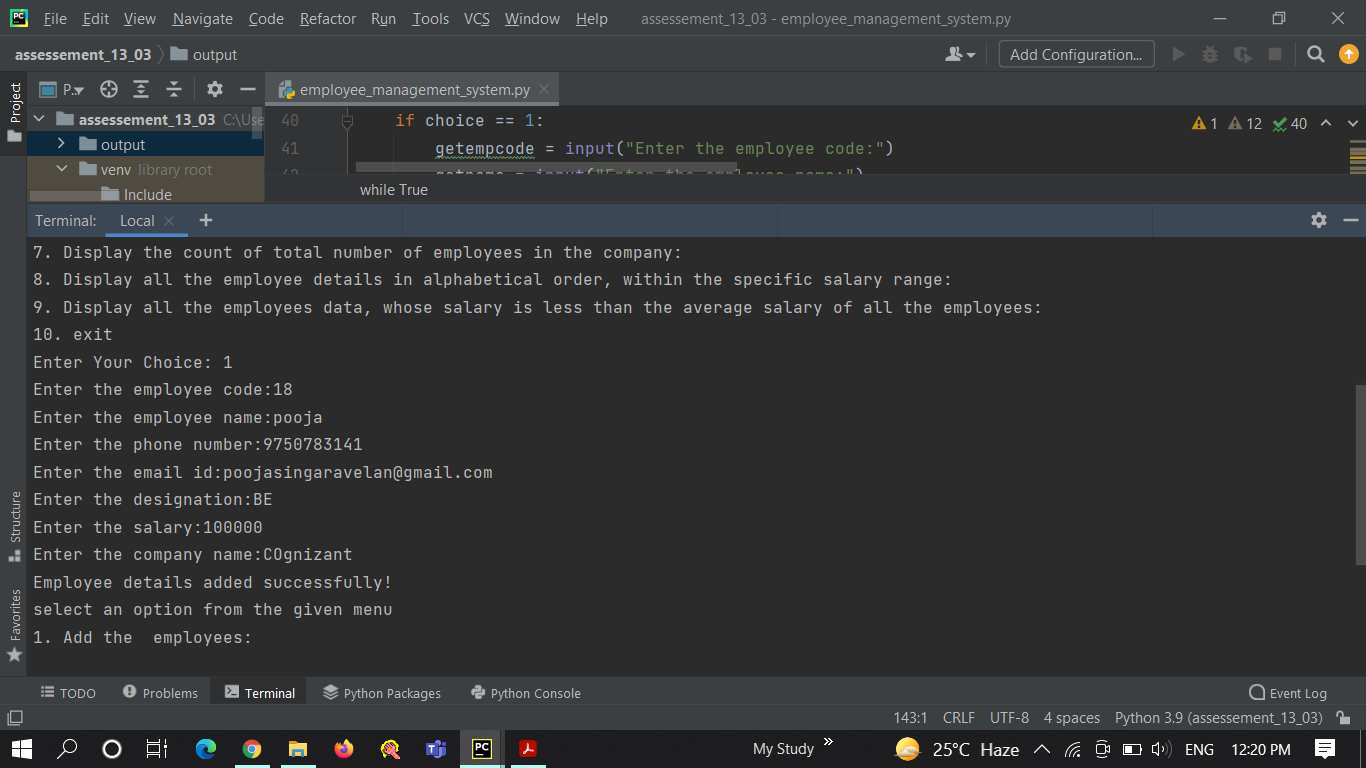 File Edit View Navigate Code Refactor Run Tools VCS Window Help assessement_13_03 - employee_management_system.py
assessement_13_03 output Add Configuration...
Project
P.. employee_management_system.py
assessement_13_03 C:\Use
output
venv library root
Include
40 if choice == 1: 1 12 40
41 getempcode = input("Enter the employee code:")
while True
Terminal: Local
7. Display the count of total number of employees in the company:
8. Display all the employee details in alphabetical order, within the specific salary range:
9. Display all the employees data, whose salary is less than the average salary of all the employees:
10. exit
Enter Your Choice: 1
Enter the employee code:18
Enter the employee name:pooja
Enter the phone number:9750783141
Enter the email id:poojasingaravelan@gmail.com
Enter the designation:BE
Enter the salary:100000
Enter the company name:COgnizant
Employee details added successfully!
select an option from the given menu
1. Add the  employees:
Structure
Favorites
TODO Problems Terminal Python Packages Python Console Event Log
143:1 CRLF UTF-8 4 spaces Python 3.9 (assessement_13_03)
PC My Study » 25°C Haze ENG 12:20 PM